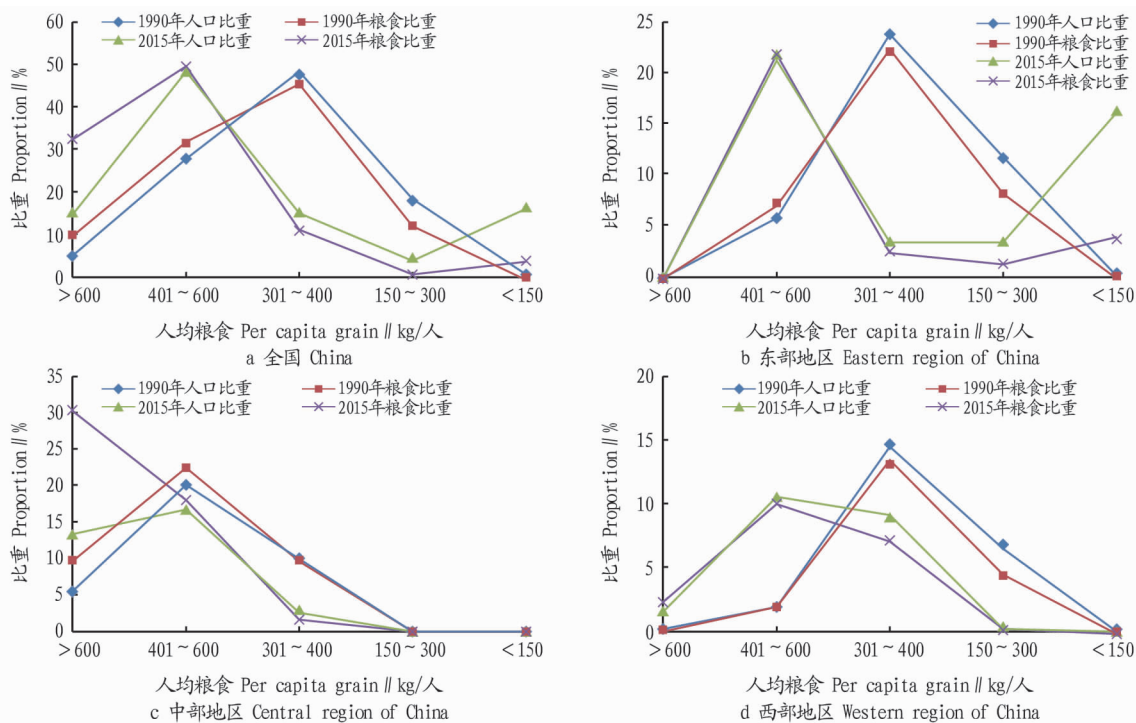 1990年人口比重 1990年粮食比重
2015年人口比重 2015年粮食比重
60
50
40
30
20
10
0
比重 Proportion∥%
>600 401~600 301~400 150~300 <150
人均粮食 Per capita grain∥kg/人
a 全国 China
1990年人口比重
1990年粮食比重
2015年人口比重
2015年粮食比重
25
20
15
10
5
0
比重 Proportion∥%
>600 401~600 301~400 150~300 <150
人均粮食 Per capita grain∥kg/人
b 东部地区 Eastern region of China
1990年人口比重 1990年粮食比重
2015年人口比重 2015年粮食比重
35
30
25
20
15
10
5
0
比重 Proportion∥%
>600 401~600 301~400 150~300 <150
人均粮食 Per capita grain∥kg/人
c 中部地区 Central region of China
1990年人口比重 1990年粮食比重
2015年人口比重 2015年粮食比重
20
15
10
5
0
比重 Proportion∥%
>600 401~600 301~400 150~300 <150
人均粮食 Per capita grain∥kg/人
d 西部地区 Western region of China